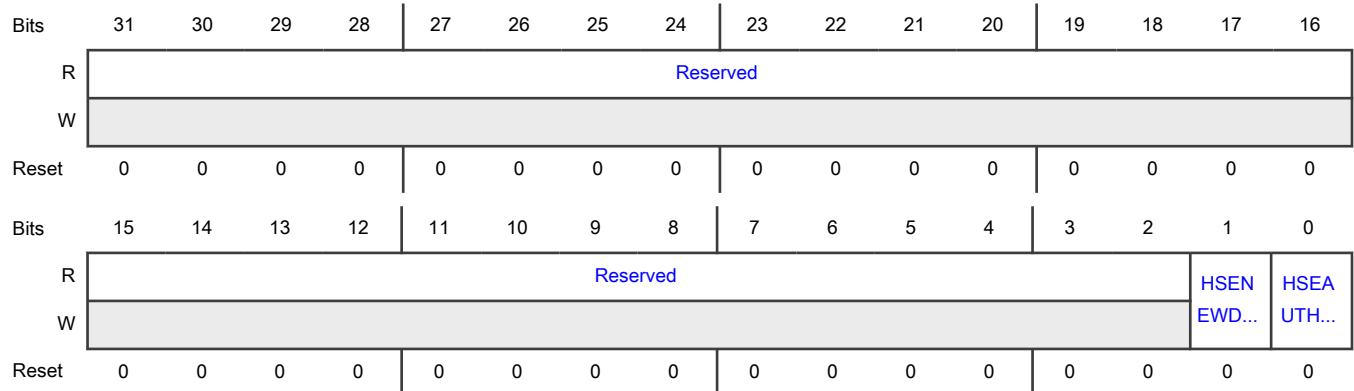 Bits 31 30 29 28 27 26 25 24 23 22 21 20 19 18 17 16
R Reserved
W
Reset 0 0 0 0 0 0 0 0 0 0 0 0 0 0 0 0
Bits 15 14 13 12 11 10 9 8 7 6 5 4 3 2 1 0
R Reserved HSEN HSEA
W EWD... UTH...
Reset 0 0 0 0 0 0 0 0 0 0 0 0 0 0 0 0